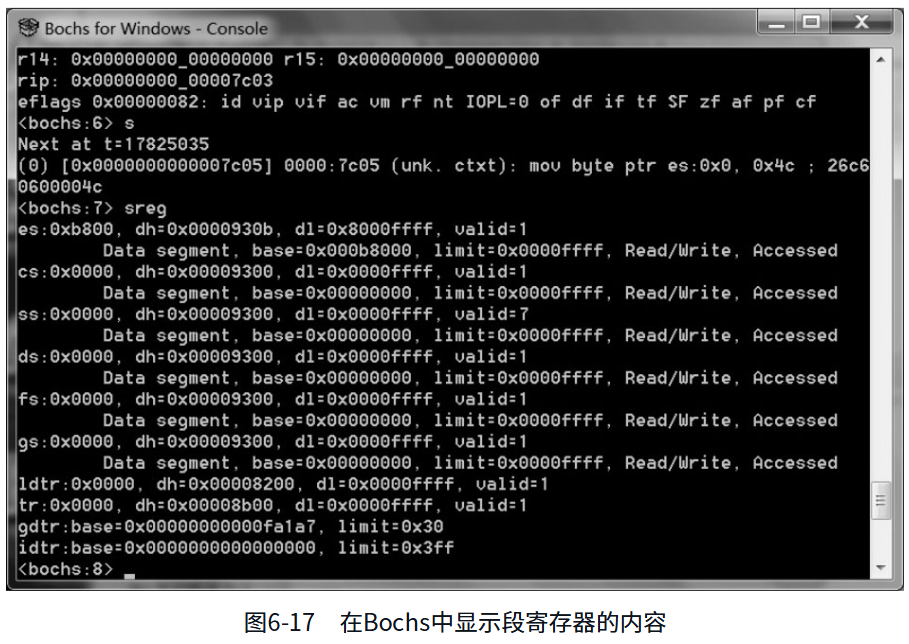 Bochs for Windows - Console
r14: 0x00000000_00000000 r15: 0x00000000_00000000
rip: 0x00000000_00007c03
eflags 0x00000082: id vip vif ac vm rf nt IOPL=0 of df if tf SF zf af pf cf
<bochs:6> s
Next at t=17825035
(0) [0x0000000000007c05] 0000:7c05 (unk. ctxt): mov byte ptr es:0x0, 0x4c ; 26c6
0600004c
<bochs:7> sreg
es:0xb800, dh=0x0000930b, dl=0x8000ffff, valid=1
Data segment, base=0x000b8000, limit=0x0000ffff, Read/Write, Accessed
cs:0x0000, dh=0x00009300, dl=0x0000ffff, valid=1
Data segment, base=0x00000000, limit=0x0000ffff, Read/Write, Accessed
ss:0x0000, dh=0x00009300, dl=0x0000ffff, valid=7
Data segment, base=0x00000000, limit=0x0000ffff, Read/Write, Accessed
ds:0x0000, dh=0x00009300, dl=0x0000ffff, valid=1
Data segment, base=0x00000000, limit=0x0000ffff, Read/Write, Accessed
fs:0x0000, dh=0x00009300, dl=0x0000ffff, valid=1
Data segment, base=0x00000000, limit=0x0000ffff, Read/Write, Accessed
gs:0x0000, dh=0x00009300, dl=0x0000ffff, valid=1
Data segment, base=0x00000000, limit=0x0000ffff, Read/Write, Accessed
ldtr:0x0000, dh=0x00008200, dl=0x0000ffff, valid=1
tr:0x0000, dh=0x00008b00, dl=0x0000ffff, valid=1
gdtr:base=0x00000000000fa1a7, limit=0x30
idtr:base=0x0000000000000000, limit=0x3ff
<bochs:8> _
图6-17 在Bochs中显示段寄存器的内容